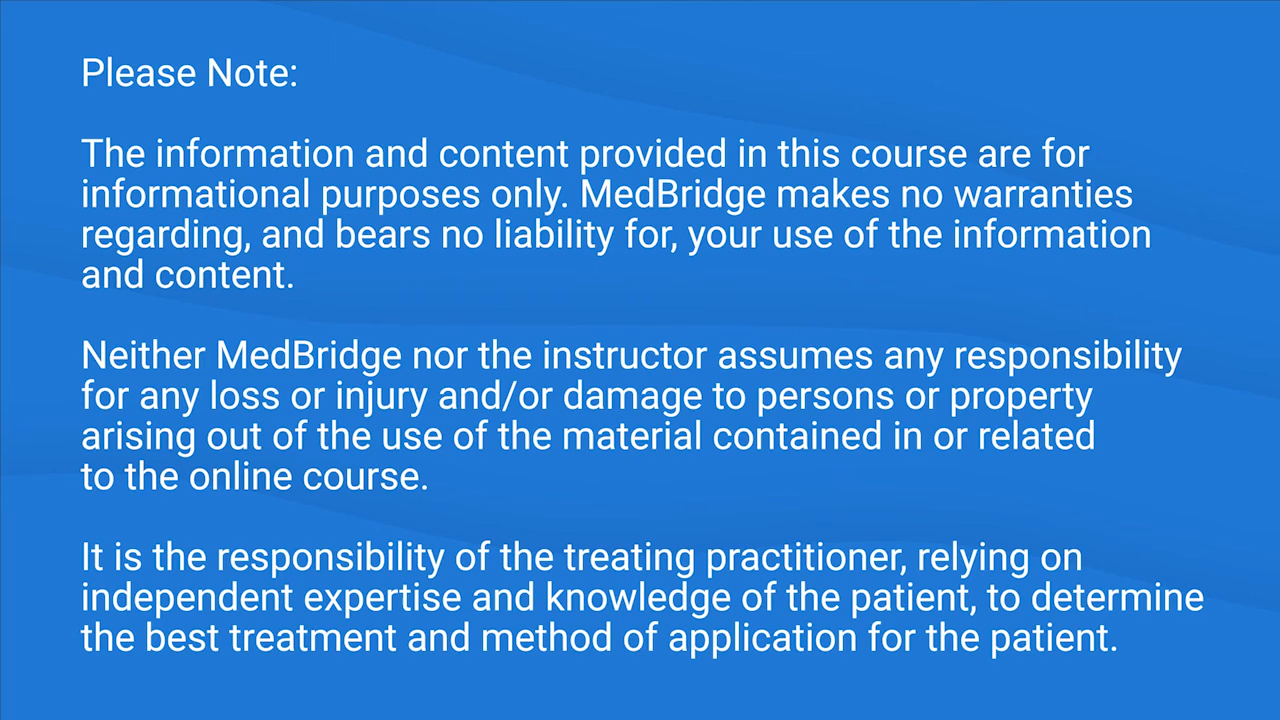 Please Note:
The information and content provided in this course are for
informational purposes only. MedBridge makes no warranties
regarding, and bears no liability for, your use of the information
and content.
Neither MedBridge nor the instructor assumes any responsibility
for any loss or injury and/or damage to persons or property
arising out of the use of the material contained in or related
to the online course.
It is the responsibility of the treating practitioner, relying on
independent expertise and knowledge of the patient, to determine
the best treatment and method of application for the patient.